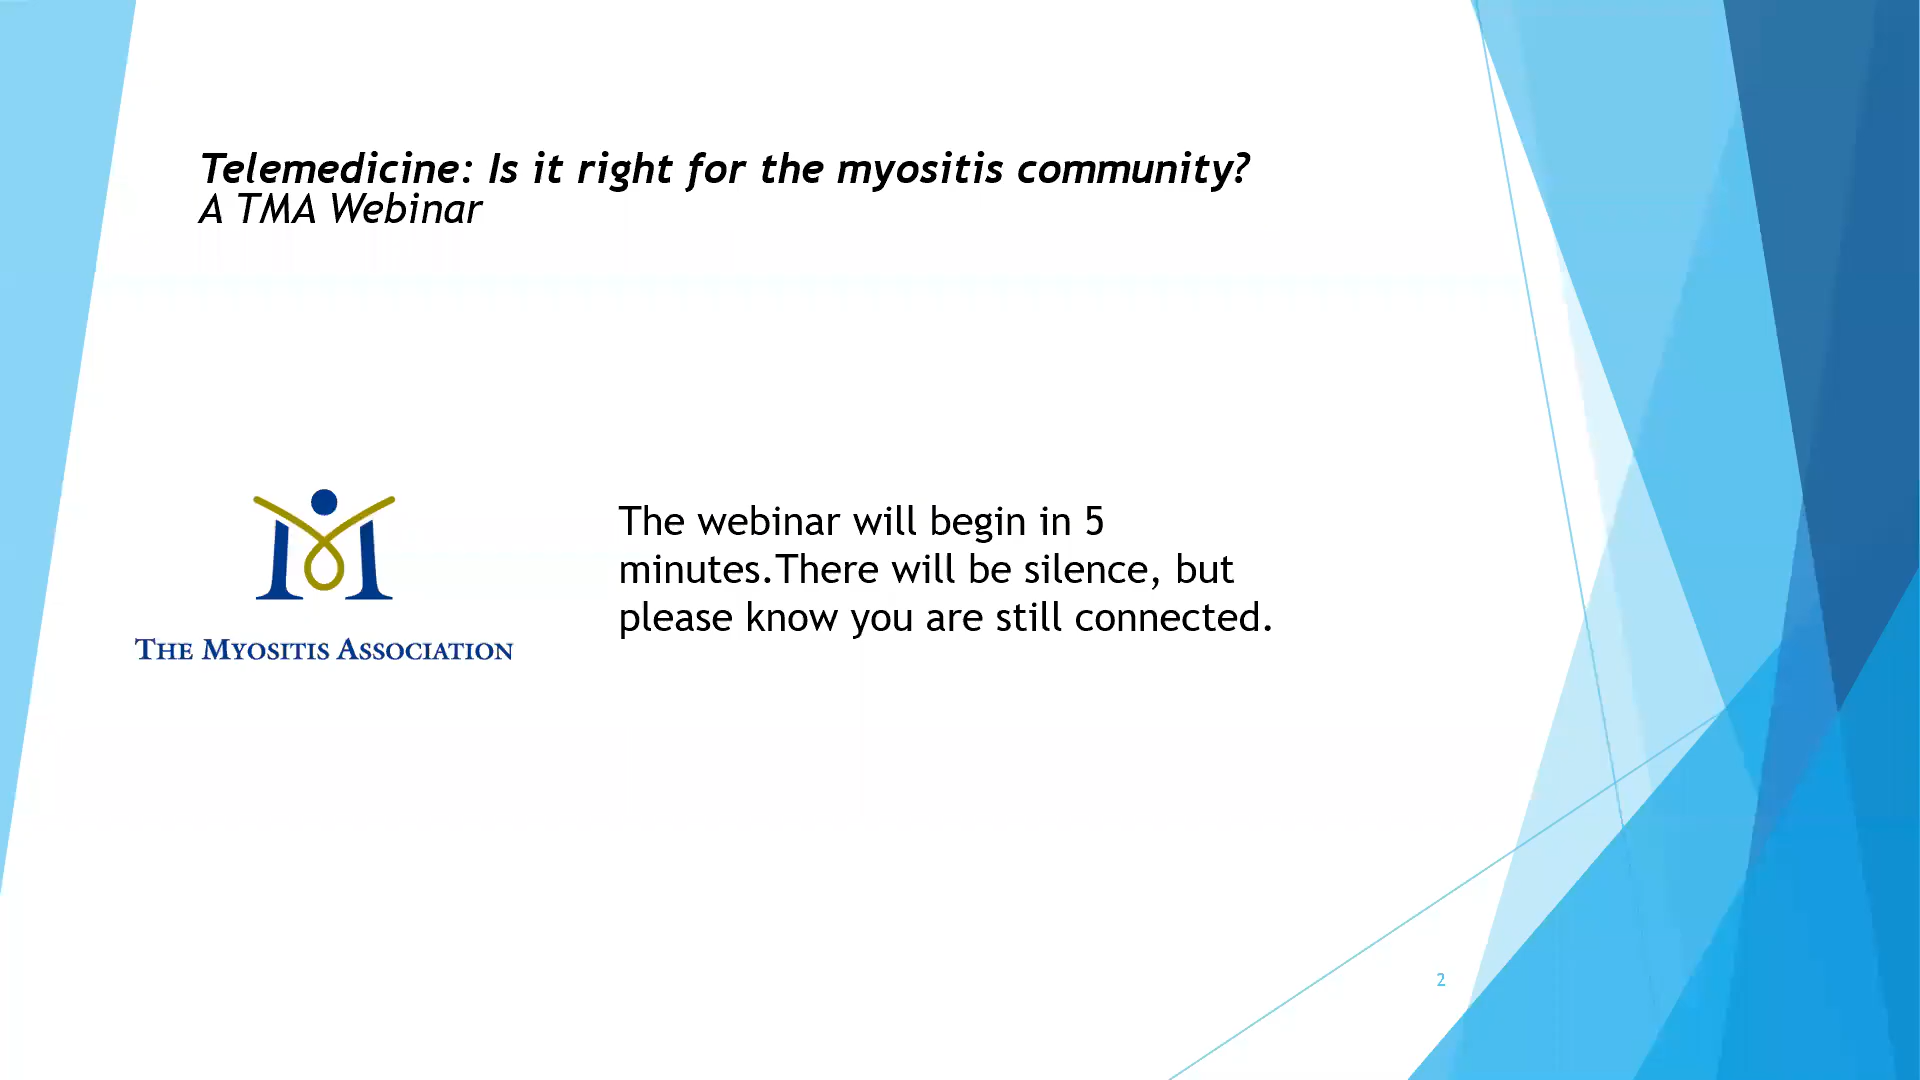 Telemedicine: Is it right for the myositis community?
A TMA Webinar
The webinar will begin in 5
minutes.There will be silence, but
please know you are still connected.
THE MYOSITIS ASSOCIATION
2